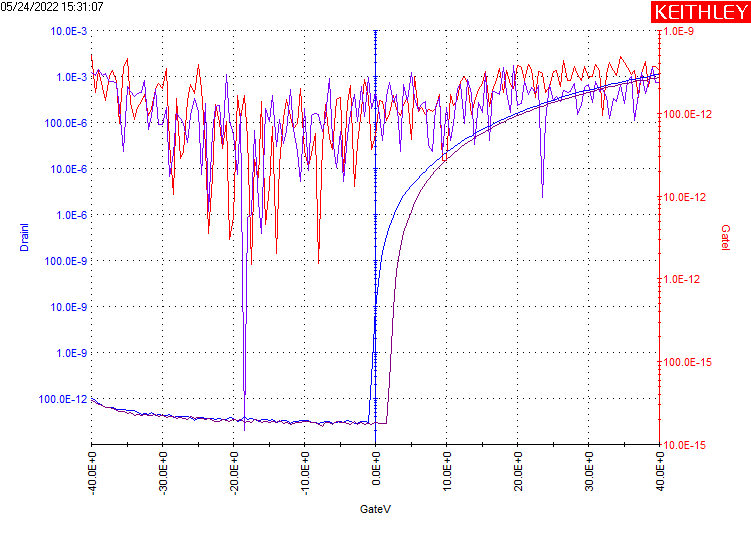 05/24/2022 15:31:07
KEITHLEY
10.0E-3
1.0E-3
100.0E-6
10.0E-6
1.0E-6
100.0E-9
10.0E-9
1.0E-9
100.0E-12
DrainI
1.0E-9
100.0E-12
10.0E-12
1.0E-12
100.0E-15
10.0E-15
GateI
-40.0E+0
-30.0E+0
-20.0E+0
-10.0E+0
0.0E+0
10.0E+0
20.0E+0
30.0E+0
40.0E+0
GateV